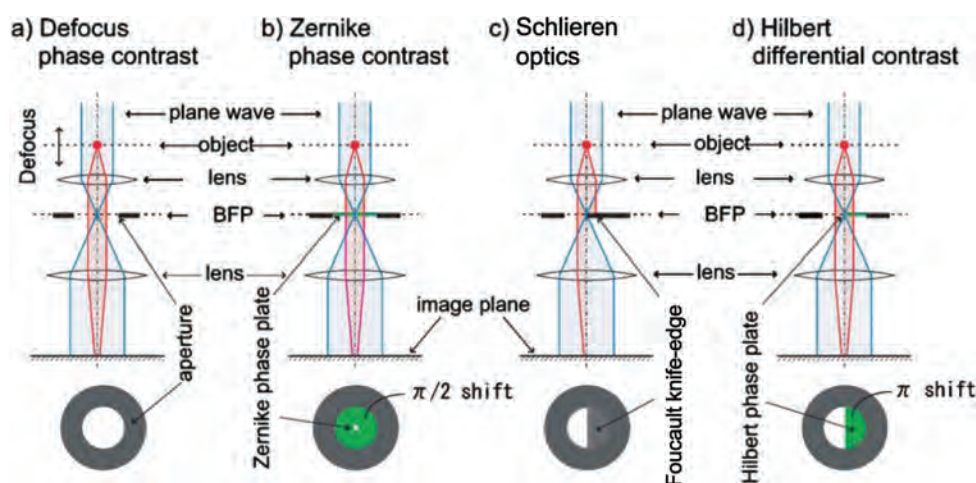 a) Defocus
phase contrast
b) Zernike
phase contrast
c) Schlieren
optics
d) Hilbert
differential contrast
Defocus
plane wave
plane wave
object
object
lens
lens
BFP
BFP
lens
lens
aperture
Zernike phase plate
image plane
Foucault knife-edge
Hilbert phase plate
π/2 shift
π shift